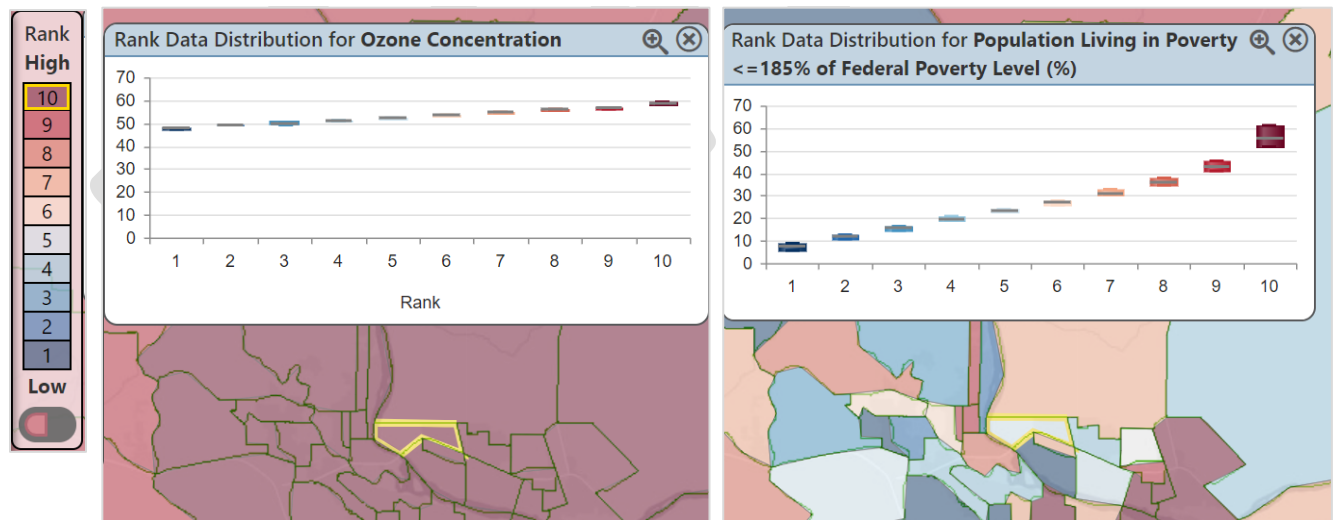 Rank
High
10
9
8
7
6
5
4
3
2
1
Low
Rank Data Distribution for Ozone Concentration
70
60
50
40
30
20
10
0
1 2 3 4 5 6 7 8 9 10
Rank
Rank Data Distribution for Population Living in Poverty
<=185% of Federal Poverty Level (%)
70
60
50
40
30
20
10
0
1 2 3 4 5 6 7 8 9 10